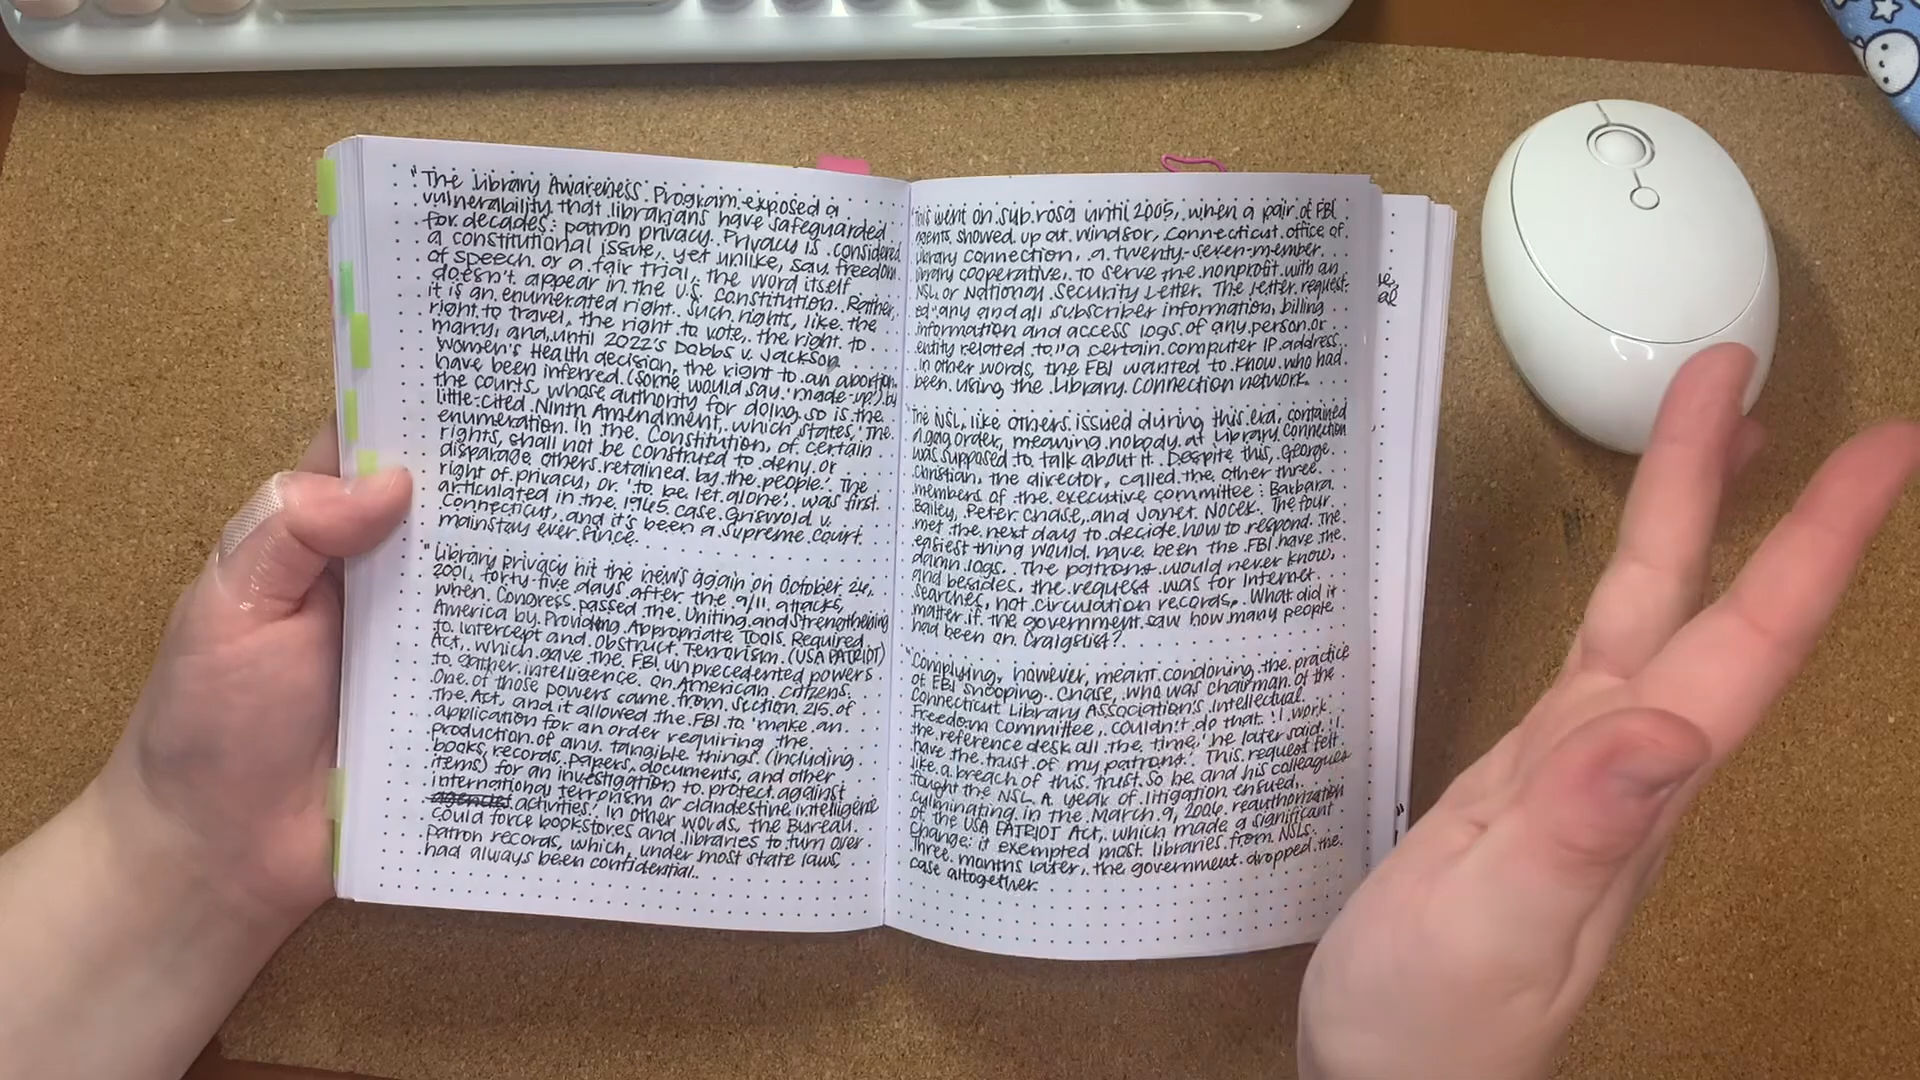 "The Library Awareness Program exposed a
vulnerability that librarians have safeguarded
for decades: patron privacy. Privacy is considered
a constitutional issue, yet unlike, say, freedom
of speech or a fair trial, the word itself
doesn't appear in the U.S. Constitution. Rather,
it is an enumerated right. Such rights, like the
right to travel, the right to vote, the right to
marry, and until 2022's Dobbs v. Jackson
Women's Health decision, the right to an abortion
have been inferred (some would say 'made-up') by
the courts, whose authority for doing so is the
little-cited Ninth Amendment, which states, 'The
enumeration in the Constitution, of certain
rights, shall not be construed to deny or
disparage others retained by the people.' The
right of privacy, or 'to be let alone', was first
articulated in the 1965 case Griswold v.
Connecticut, and it's been a Supreme Court
mainstay ever since.
"Library privacy hit the news again on October 26,
2001, forty-five days after the 9/11 attacks,
when Congress passed the Uniting and Strengthening
America by Providing Appropriate Tools Required
to Intercept and Obstruct Terrorism (USA PATRIOT)
Act, which gave the FBI unprecedented powers
to gather intelligence on American citizens.
One of those powers came from Section 215 of
the Act, and it allowed the FBI to 'make an
application for an order requiring the
production of any tangible things (including
books, records, papers, documents, and other
items) for an investigation to protect against
international terrorism or clandestine intelligence
agencies activities.' In other words, the Bureau
could force bookstores and libraries to turn over
patron records, which, under most state laws,
had always been confidential.
"This went on sub rosa until 2005, when a pair of FBI
agents showed up at Windsor, Connecticut office of
Library Connection, a twenty-seven-member
library cooperative, to serve the nonprofit with an
NSL or National Security Letter. The letter request-
ed "any and all subscriber information, billing
information and access logs of any person or
entity related to" a certain computer IP address.
In other words, the FBI wanted to know who had
been using the Library Connection network.
"The NSL, like others issued during this era, contained
a gag order, meaning nobody at Library Connection
was supposed to talk about it. Despite this, George
Christian, the director, called the other three
members of the executive committee: Barbara
Bailey, Peter Chase, and Janet Nocek. The four
met the next day to decide how to respond. The
easiest thing would have been the FBI have the
damn logs. The patrons would never know,
and besides, the request was for Internet
searches, not circulation records. What did it
matter if the government saw how many people
had been on Craigslist?
"Complying, however, meant condoning the practice
of FBI snooping. Chase, who was chairman of the
Connecticut Library Association's Intellectual
Freedom Committee, couldn't do that. 'I work
the reference desk all the time,' he later said. 'I
have the trust of my patrons.' This request felt
like a breach of this trust. So he and his colleagues
fought the NSL. A year of litigation ensued,
culminating in the March 9, 2006 reauthorization
of the USA PATRIOT Act, which made a significant
change: it exempted most libraries from NSLs.
Three months later, the government dropped the
case altogether.